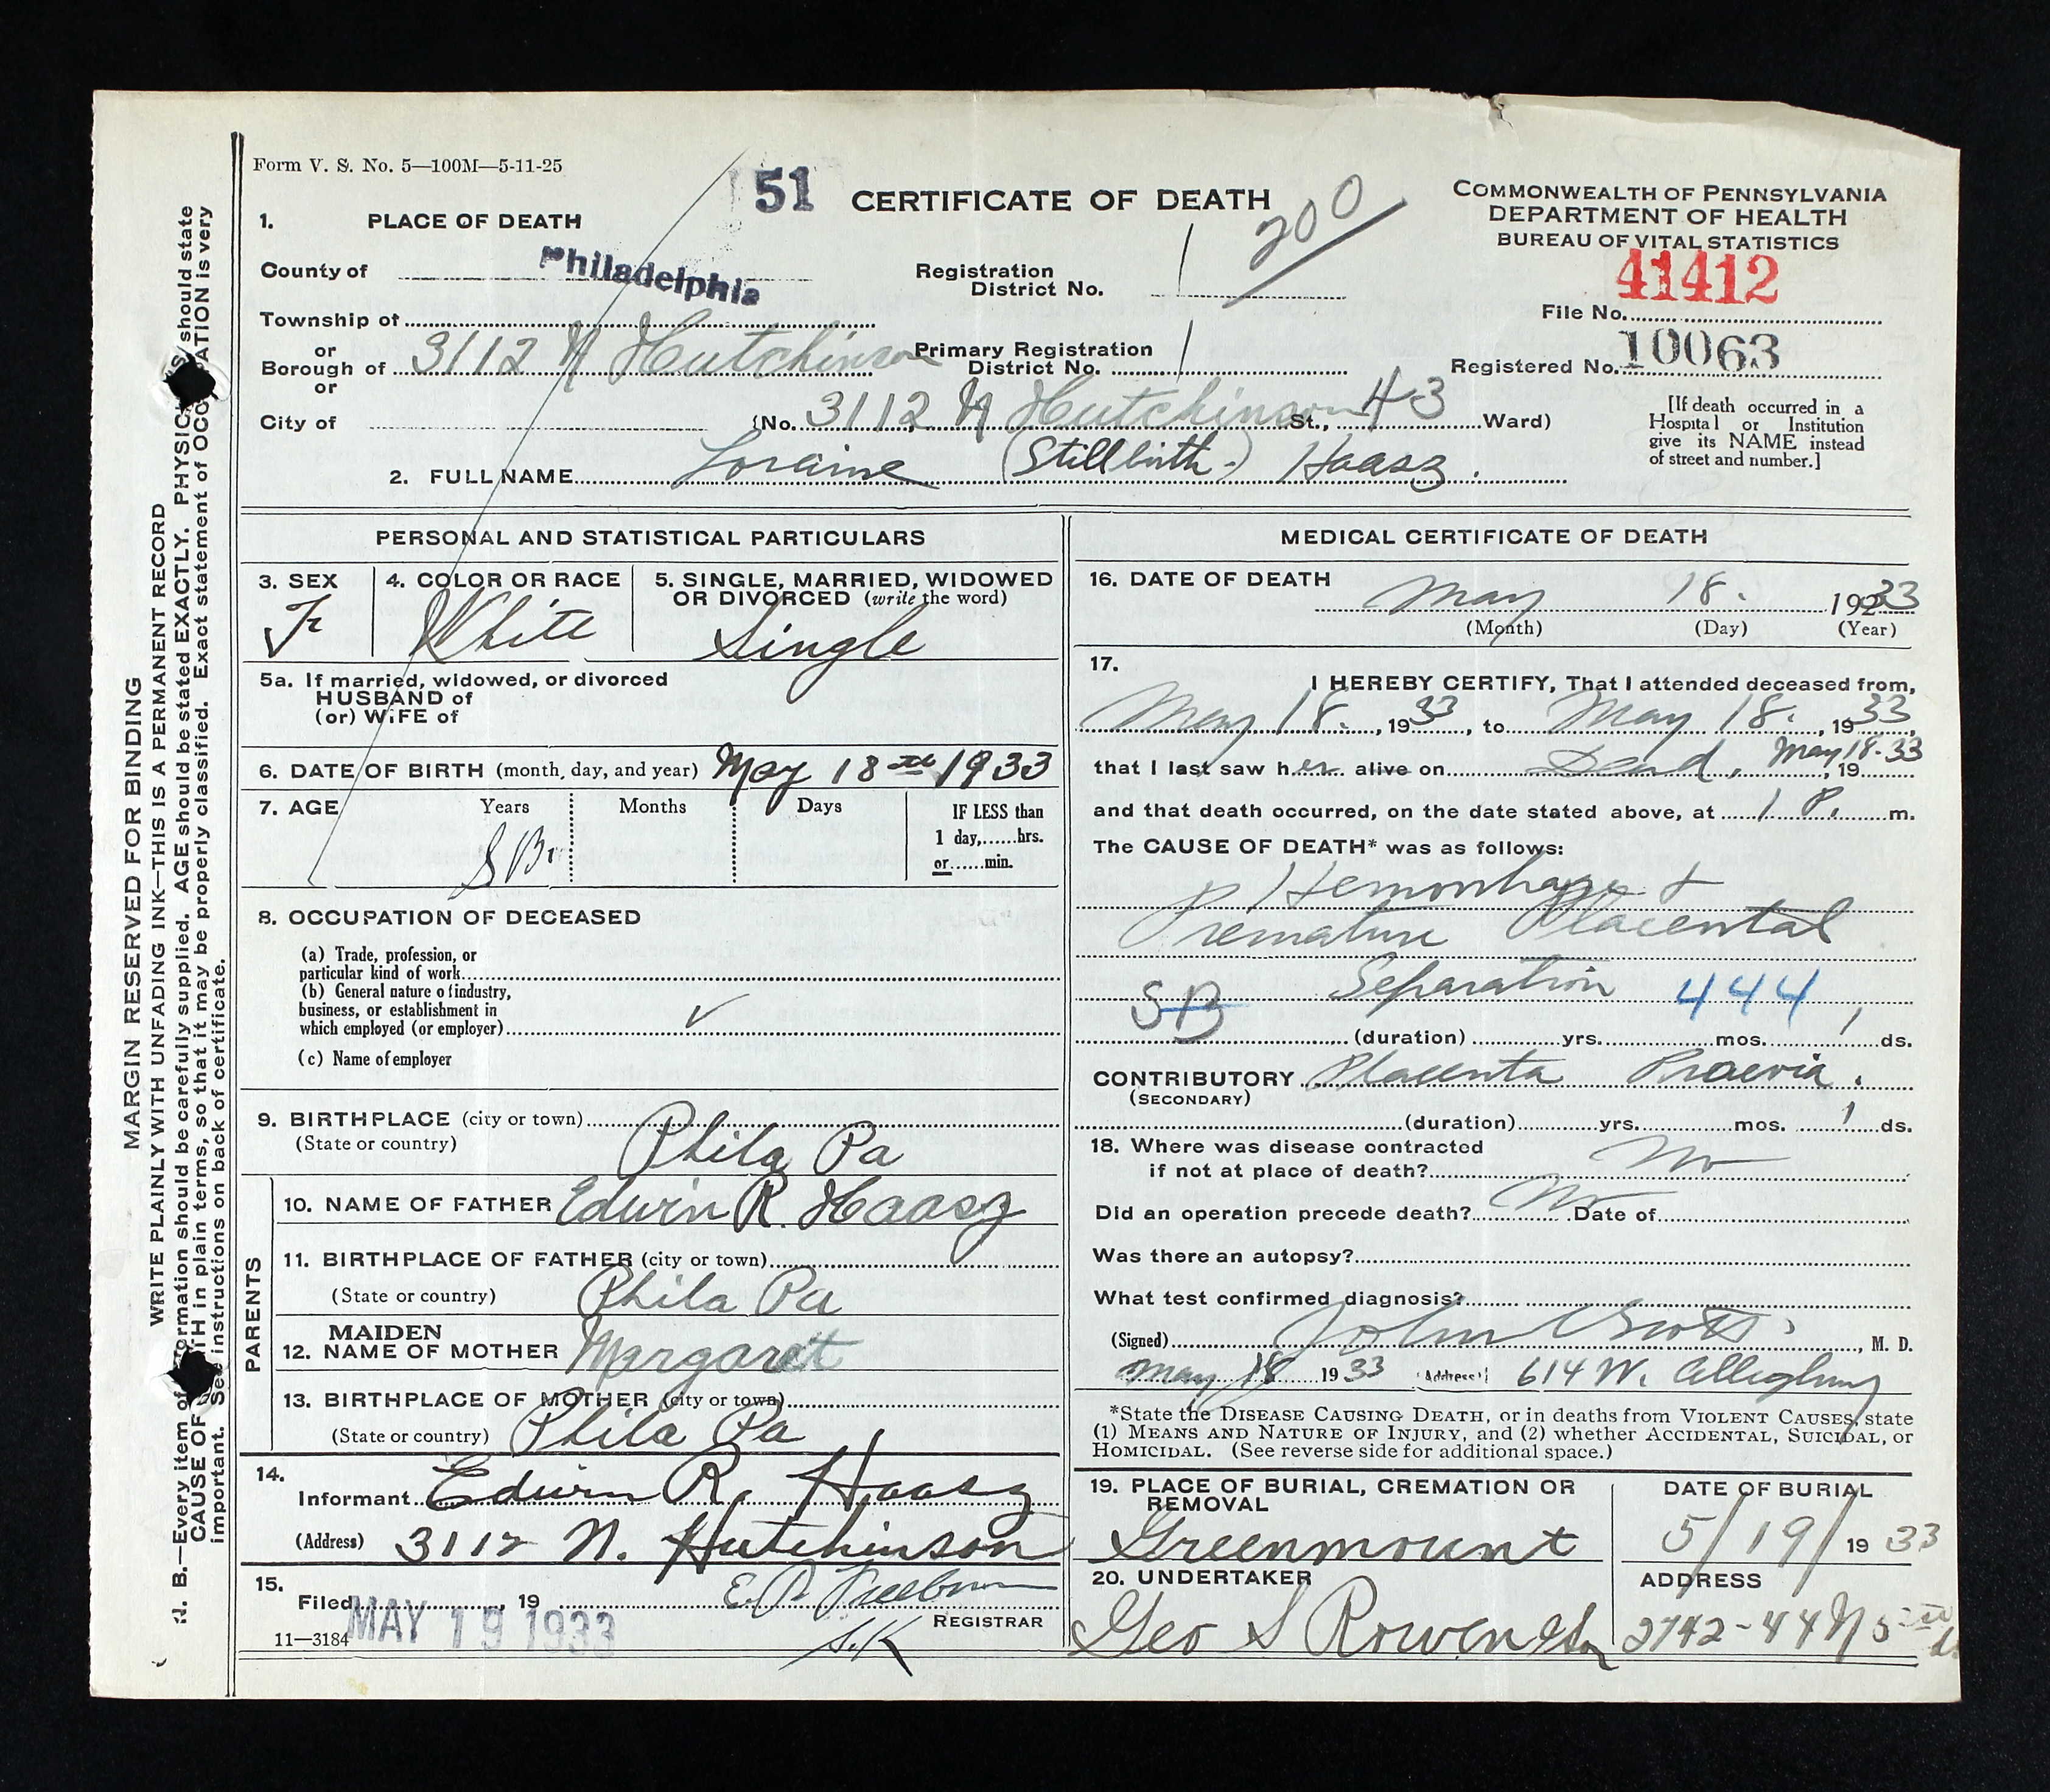 Form V. S. No. 5—100M—5-11-25
51
CERTIFICATE OF DEATH
200
COMMONWEALTH OF PENNSYLVANIA
DEPARTMENT OF HEALTH
BUREAU OF VITAL STATISTICS
1. PLACE OF DEATH
County of Philadelphia
Registration District No. 1
41412
File No.
Township of
or
Borough of 3112 N Hutchinson
Primary Registration District No. 1
Registered No. 10063
or
City of (No. 3112 N Hutchinson St., 43 Ward)
[If death occurred in a Hospital or Institution give its NAME instead of street and number.]
2. FULL NAME Loraine (Stillbirth-) Haasz.
PERSONAL AND STATISTICAL PARTICULARS
3. SEX F
4. COLOR OR RACE White
5. SINGLE, MARRIED, WIDOWED OR DIVORCED (write the word) Single
5a. If married, widowed, or divorced
HUSBAND of
(or) WIFE of
6. DATE OF BIRTH (month, day, and year) May 18th 1933
7. AGE Years Months Days IF LESS than
1 day,......hrs.
or......min.
S B
8. OCCUPATION OF DECEASED
(a) Trade, profession, or
particular kind of work
(b) General nature of industry,
business, or establishment in
which employed (or employer)
(c) Name of employer
9. BIRTHPLACE (city or town)
(State or country) Phila Pa
PARENTS
10. NAME OF FATHER Edwin R. Haasz
11. BIRTHPLACE OF FATHER (city or town)
(State or country) Phila Pa
12. MAIDEN NAME OF MOTHER Margaret
13. BIRTHPLACE OF MOTHER (city or town)
(State or country) Phila Pa
14. Informant Edwin R. Haasz
(Address) 3112 N. Hutchinson
15. Filed MAY 19 1933, 19
REGISTRAR
S.K
11—3184
MEDICAL CERTIFICATE OF DEATH
16. DATE OF DEATH May 18. 19233
(Month) (Day) (Year)
17. I HEREBY CERTIFY, That I attended deceased from,
May 18., 1933, to May 18., 1933
that I last saw her alive on Dead, May 18-33, 19
and that death occurred, on the date stated above, at 1 P. m.
The CAUSE OF DEATH* was as follows:
Hemorrhage &
Premature Placental
SB Separation 444
(duration) yrs. mos. 1 ds.
CONTRIBUTORY Placenta Praevia.
(SECONDARY)
(duration) yrs. mos. 1 ds.
18. Where was disease contracted
if not at place of death? No
Did an operation precede death? No Date of
Was there an autopsy?
What test confirmed diagnosis?
(Signed) John Scott, M. D.
May 18 1933 (Address) 614 W. Allegheny
*State the DISEASE CAUSING DEATH, or in deaths from VIOLENT CAUSES, state
(1) MEANS AND NATURE OF INJURY, and (2) whether ACCIDENTAL, SUICIDAL, or
HOMICIDAL. (See reverse side for additional space.)
19. PLACE OF BURIAL, CREMATION OR REMOVAL
Greenmount
DATE OF BURIAL
5/19/1933
20. UNDERTAKER
Geo S Rowen
ADDRESS
2742-44 N 5th
MARGIN RESERVED FOR BINDING
WRITE PLAINLY WITH UNFADING INK—THIS IS A PERMANENT RECORD
N. B.—Every item of formation should be carefully supplied. AGE should be stated EXACTLY. PHYSIC should state
CAUSE OF TH in plain terms, so that it may be properly classified. Exact statement of OCC ATION is very
important. See instructions on back of certificate.